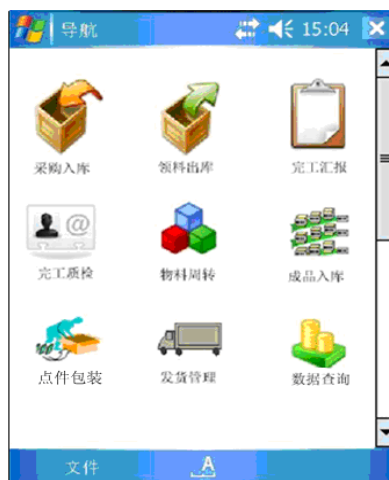 导航 15:04
采购入库 领料出库 完工汇报
@
完工质检 物料周转 成品入库
点件包装 发货管理 数据查询
文件 A